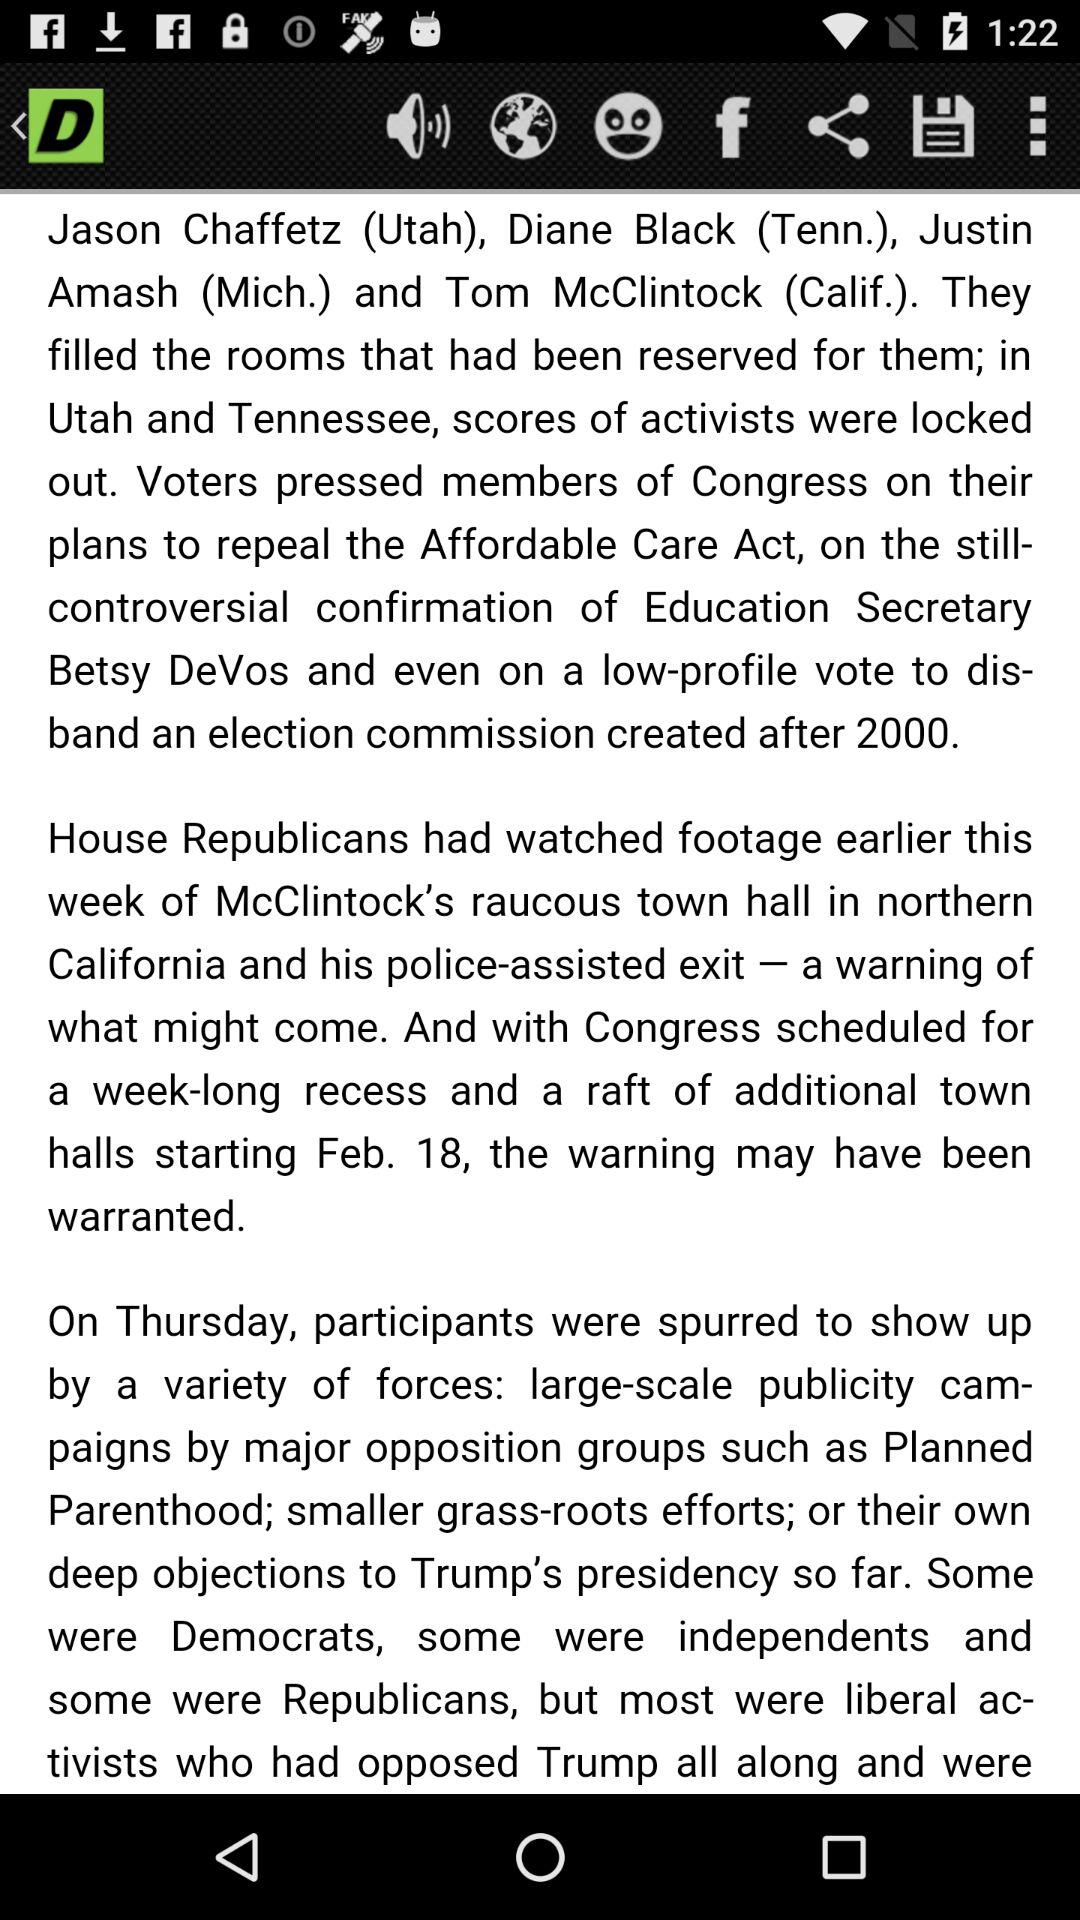 FAKE
1:22
D
f
Jason Chaffetz (Utah), Diane Black (Tenn.), Justin
Amash (Mich.) and Tom McClintock (Calif.). They
filled the rooms that had been reserved for them; in
Utah and Tennessee, scores of activists were locked
out. Voters pressed members of Congress on their
plans to repeal the Affordable Care Act, on the still-
controversial confirmation of Education Secretary
Betsy DeVos and even on a low-profile vote to dis-
band an election commission created after 2000.
House Republicans had watched footage earlier this
week of McClintock’s raucous town hall in northern
California and his police-assisted exit — a warning of
what might come. And with Congress scheduled for
a week-long recess and a raft of additional town
halls starting Feb. 18, the warning may have been
warranted.
On Thursday, participants were spurred to show up
by a variety of forces: large-scale publicity cam-
paigns by major opposition groups such as Planned
Parenthood; smaller grass-roots efforts; or their own
deep objections to Trump’s presidency so far. Some
were Democrats, some were independents and
some were Republicans, but most were liberal ac-
tivists who had opposed Trump all along and were